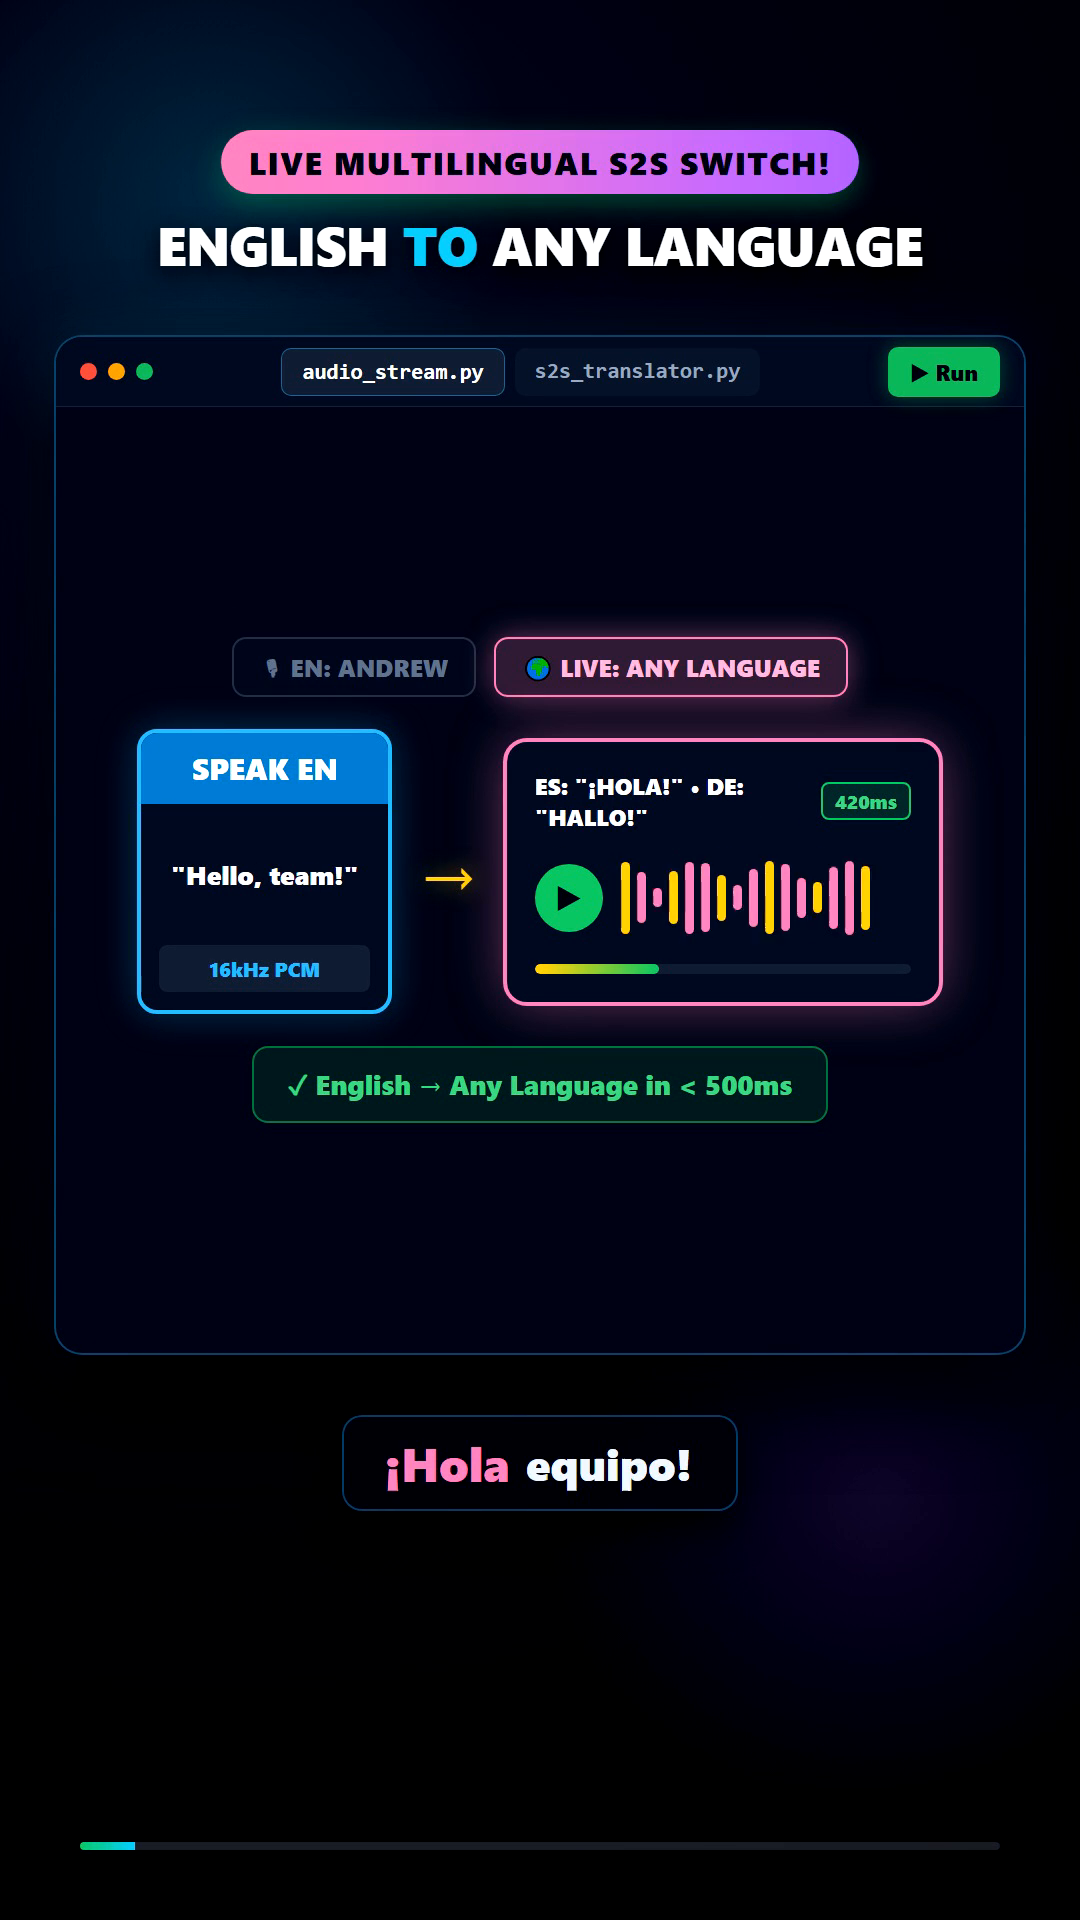 LIVE MULTILINGUAL S2S SWITCH!
ENGLISH TO ANY LANGUAGE
audio_stream.py
s2s_translator.py
▶ Run
🎙 EN: ANDREW
🌍 LIVE: ANY LANGUAGE
SPEAK EN
"Hello, team!"
16kHz PCM
→
ES: "¡HOLA!" • DE:
"HALLO!"
420ms
✓ English → Any Language in < 500ms
¡Hola equipo!